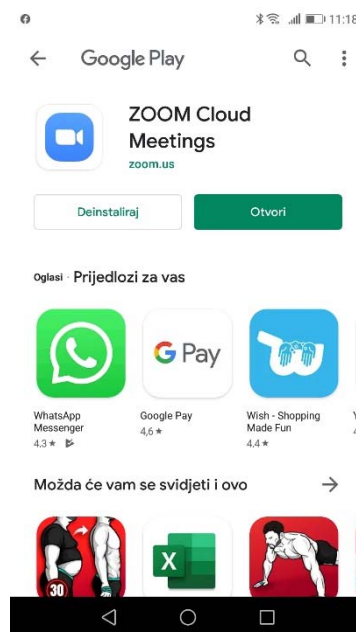 11:18
Google Play
ZOOM Cloud
Meetings
zoom.us
Deinstaliraj
Otvori
Oglasi · Prijedlozi za vas
G Pay
WhatsApp
Messenger
4,3 ★
Google Pay
4,6 ★
Wish - Shopping
Made Fun
4,4 ★
Možda će vam se svidjeti i ovo
30
X